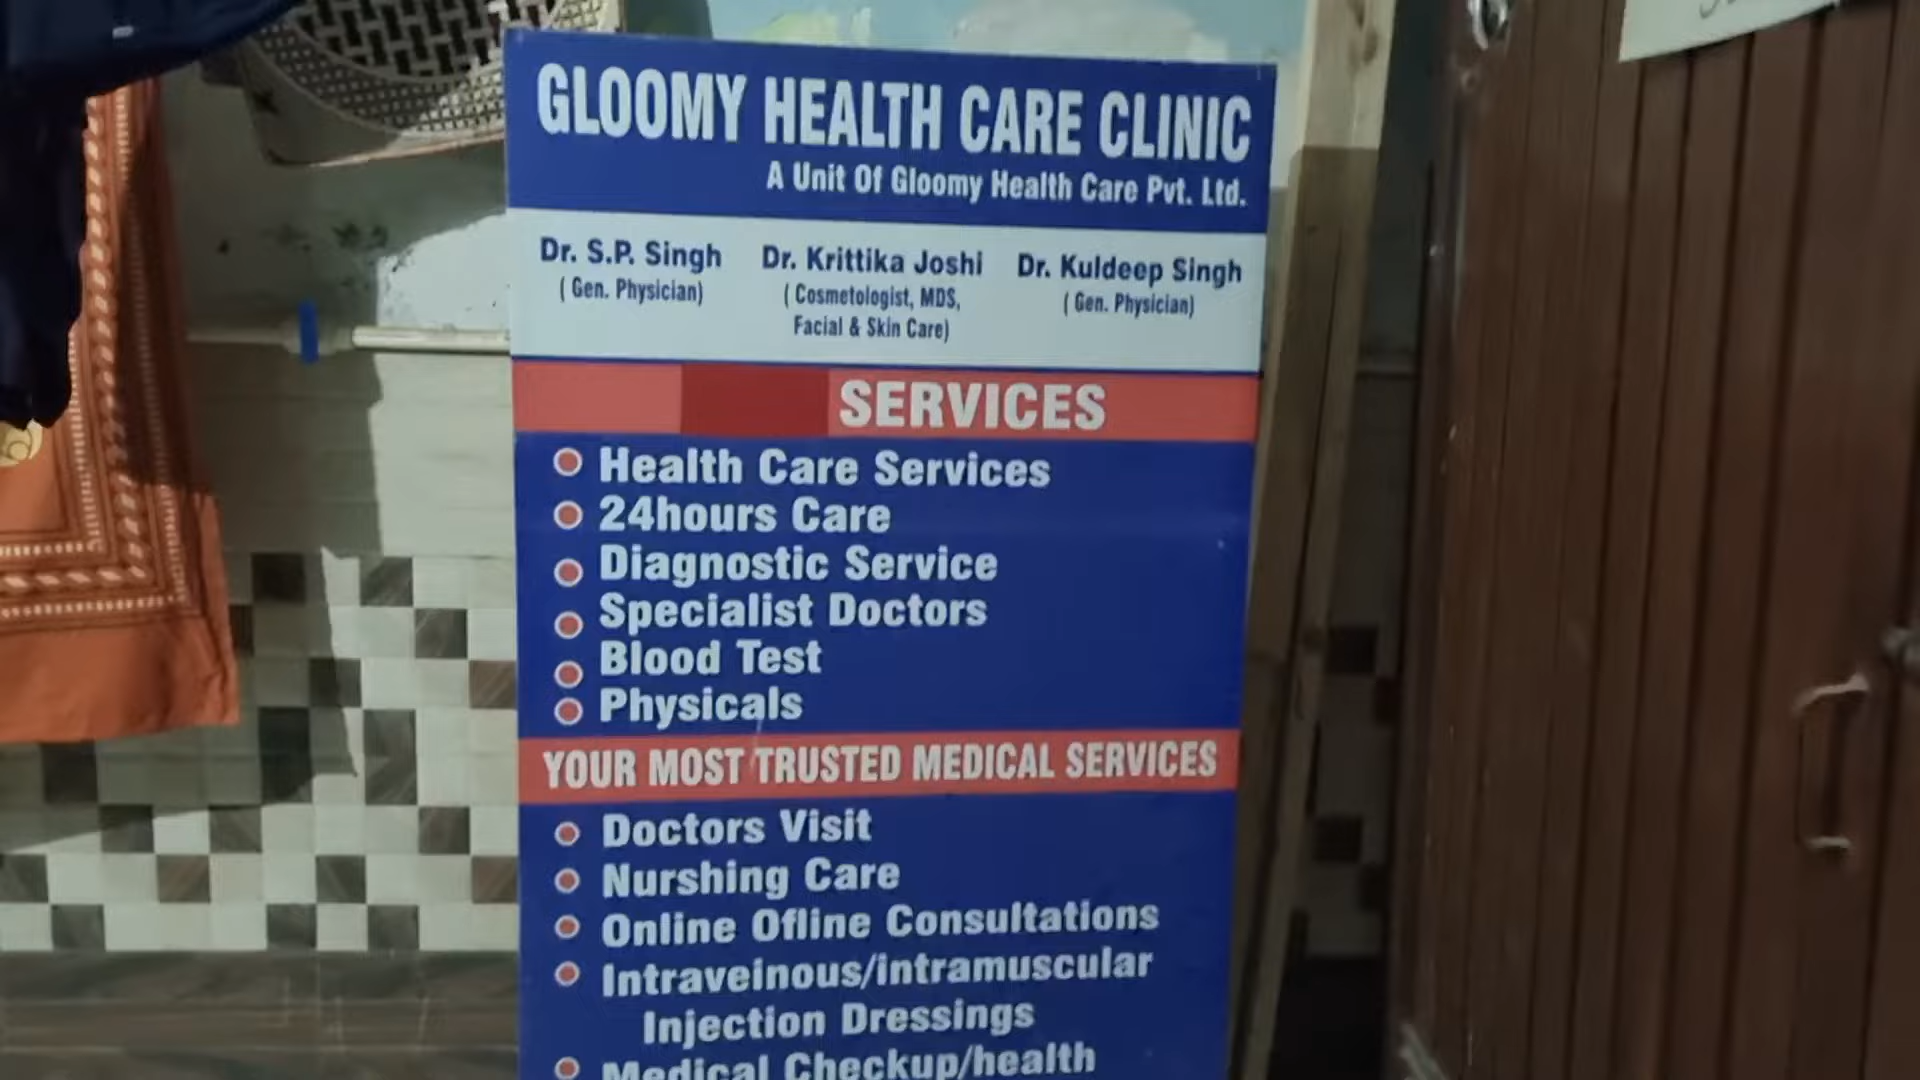 GLOOMY HEALTH CARE CLINIC
A Unit Of Gloomy Health Care Pvt. Ltd.
Dr. S.P. Singh
( Gen. Physician)
Dr. Krittika Joshi
( Cosmetologist, MDS,
Facial & Skin Care)
Dr. Kuldeep Singh
( Gen. Physician)
SERVICES
Health Care Services
24hours Care
Diagnostic Service
Specialist Doctors
Blood Test
Physicals
YOUR MOST TRUSTED MEDICAL SERVICES
Doctors Visit
Nurshing Care
Online Ofline Consultations
Intraveinous/intramuscular
Injection Dressings
Medical Checkup/health